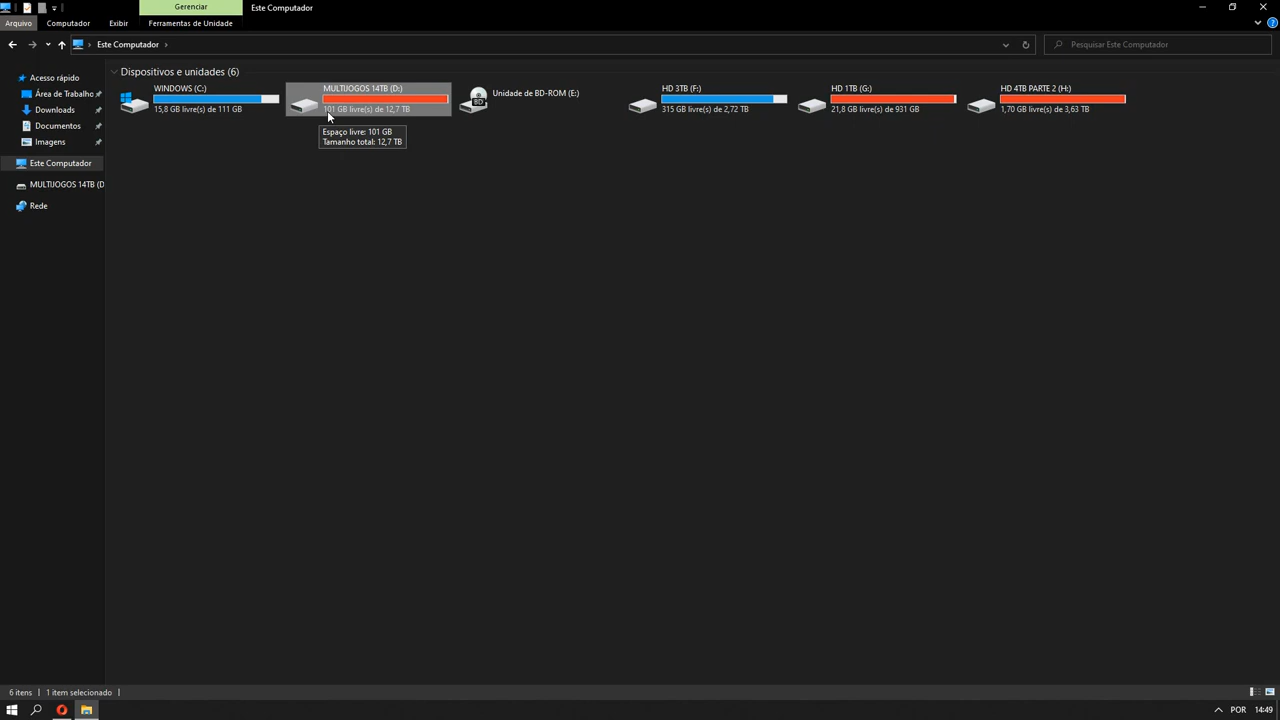 Gerenciar
Este Computador
Arquivo
Computador
Exibir
Ferramentas de Unidade
Este Computador
Pesquisar Este Computador
Acesso rápido
Área de Trabalho
Downloads
Documentos
Imagens
Este Computador
MULTIJOGOS 14TB (D
Rede
Dispositivos e unidades (6)
WINDOWS (C:)
15,8 GB livre(s) de 111 GB
MULTIJOGOS 14TB (D:)
101 GB livre(s) de 12,7 TB
Espaço livre: 101 GB
Tamanho total: 12,7 TB
BD
Unidade de BD-ROM (E:)
HD 3TB (F:)
315 GB livre(s) de 2,72 TB
HD 1TB (G:)
21,8 GB livre(s) de 931 GB
HD 4TB PARTE 2 (H:)
1,70 GB livre(s) de 3,63 TB
6 itens
1 item selecionado
POR
14:49